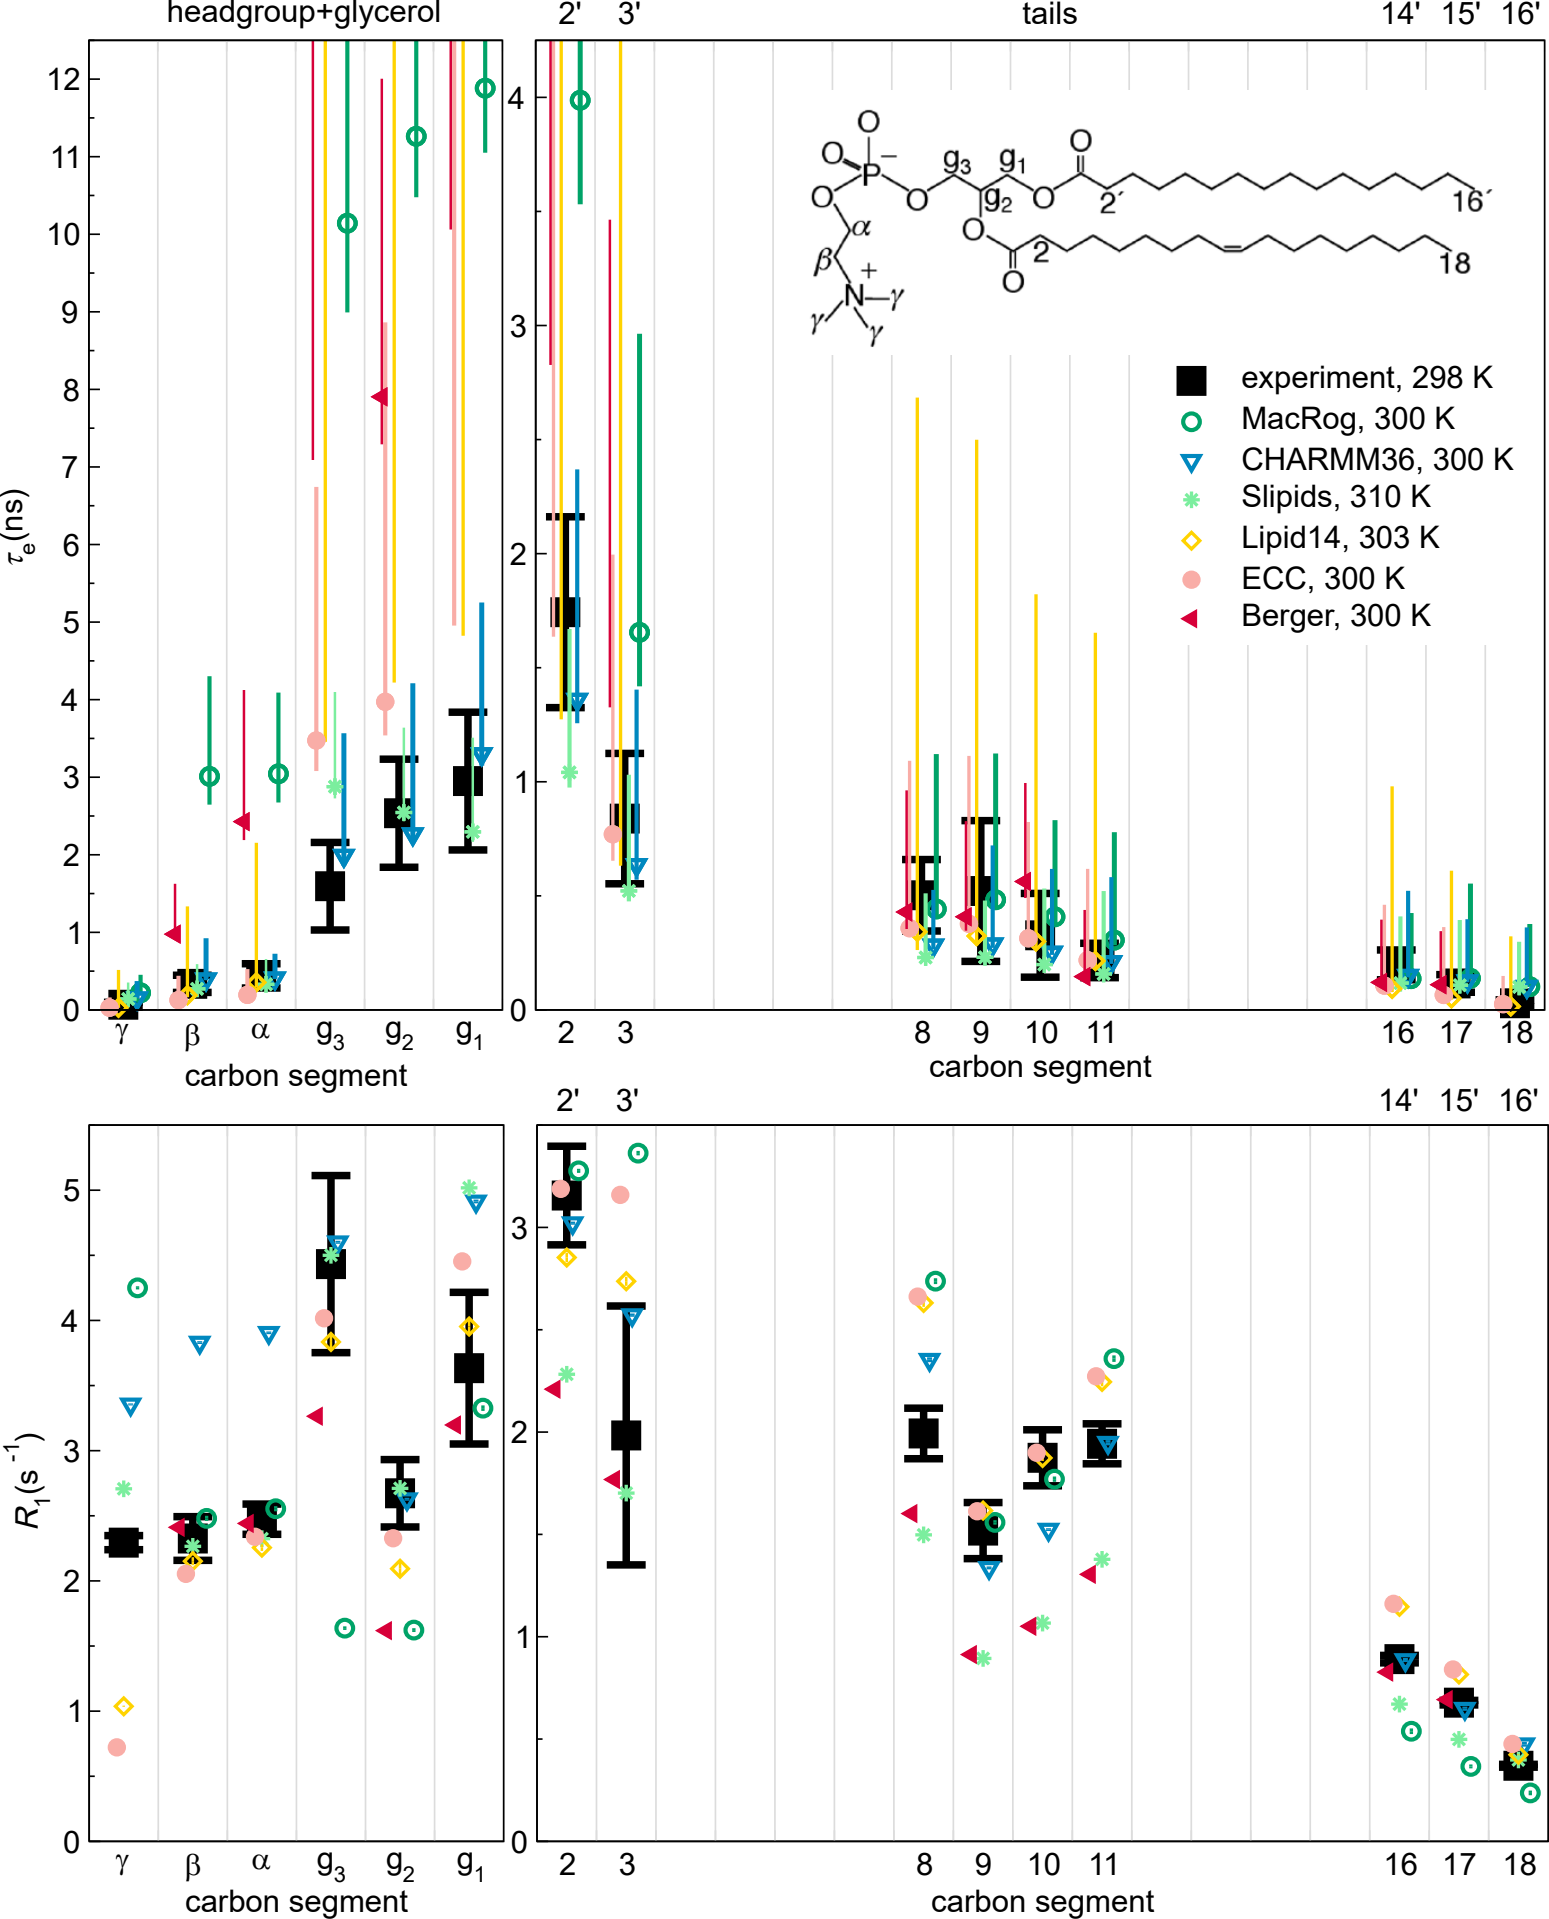 headgroup+glycerol 2' 3' tails 14' 15' 16'
12
11
10
9
8
7
6
5
4
3
2
1
0
τe(ns)
4
3
2
1
0
O
O
P
−
O
O
g3
g1
g2
O
O
O
O
2´
16´
2
18
α
β
+
N
γ
γ
γ
experiment, 298 K
MacRog, 300 K
CHARMM36, 300 K
Slipids, 310 K
Lipid14, 303 K
ECC, 300 K
Berger, 300 K
γ β α g3 g2 g1 2 3 8 9 10 11 16 17 18
carbon segment carbon segment
2' 3' 14' 15' 16'
5
4
3
2
1
0
R1(s-1)
3
2
1
0
γ β α g3 g2 g1 2 3 8 9 10 11 16 17 18
carbon segment carbon segment